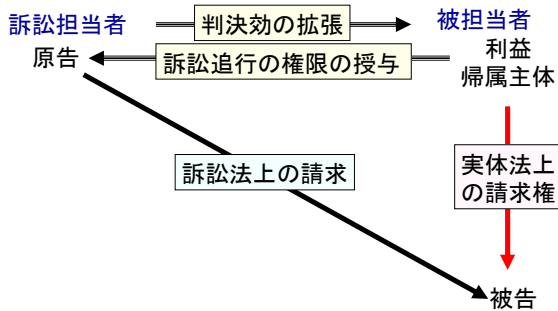 訴訟担当者
判決効の拡張
被担当者
原告
訴訟追行の権限の授与
利益
帰属主体
訴訟法上の請求
実体法上
の請求権
被告